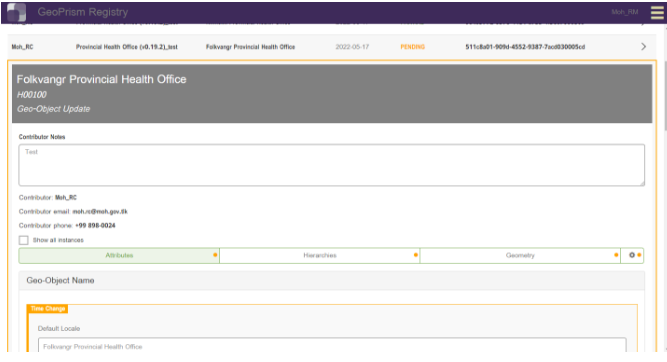 GeoPrism Registry
Moh_RM
Moh_RC Provincial Health Office (v0.19.2)_test Folkvangr Provincial Health Office 2022-05-17 PENDING 511c8a01-909d-4552-9387-7acd030005cd
Folkvangr Provincial Health Office
H00100
Geo-Object Update
Contributor Notes
Test
Contributor: Moh_RC
Contributor email: moh.rc@moh.gov.lk
Contributor phone: +99 898-0024
Show all instances
Attributes Hierarchies Geometry
Geo-Object Name
Time Change
Default Locale
Folkvangr Provincial Health Office